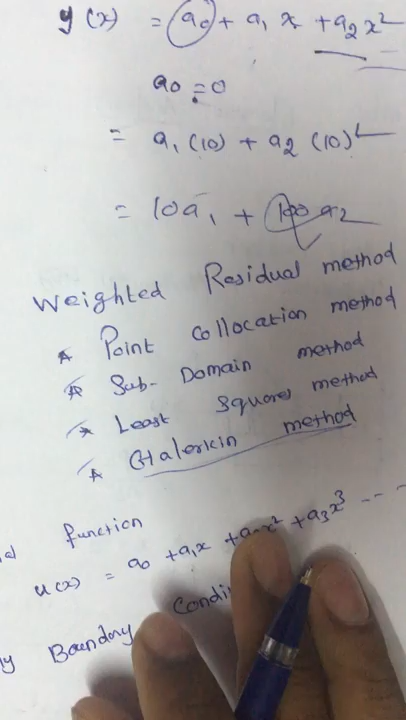 y(x) = a0 + a1 x + a2 x²
a0 = 0
= a1 (10) + a2 (10)²
= 10a1 + 100 a2
Weighted Residual method
* Point Collocation method
* Sub-Domain method
* Least Squares method
* Galerkin method
function
u(x) = a0 + a1x + a2x² + a3x³ ---
Boundary